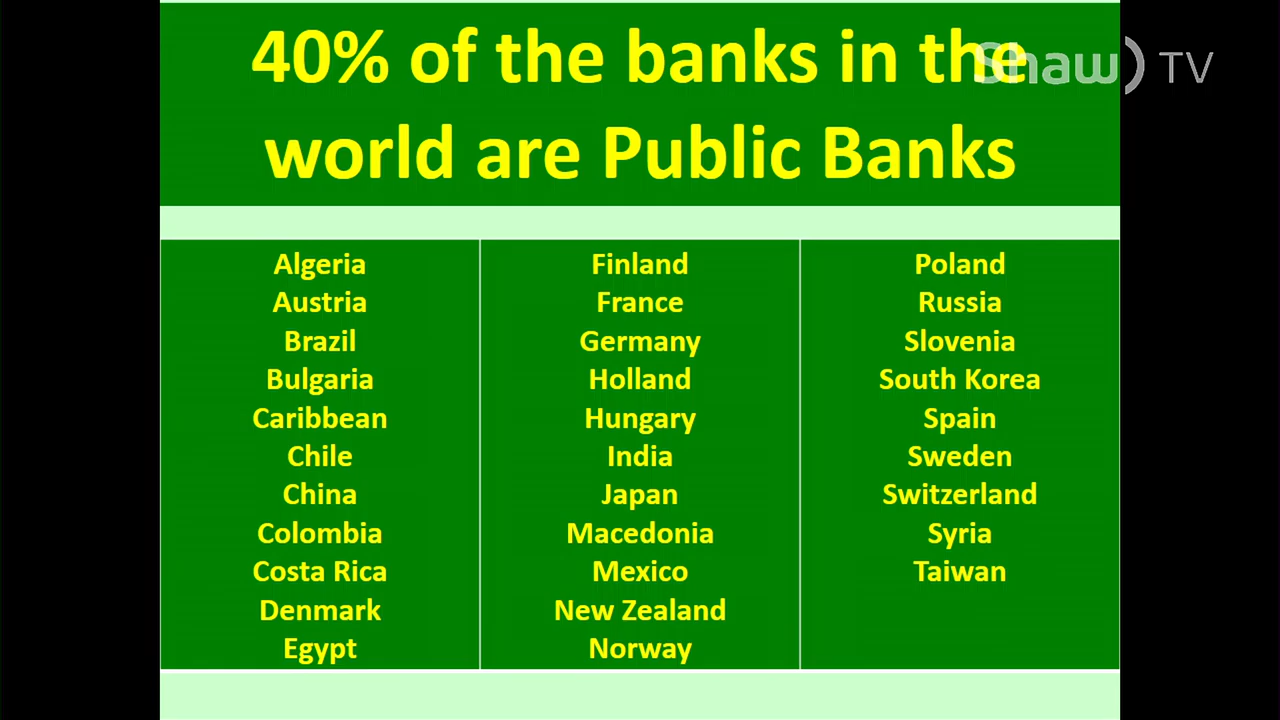 40% of the banks in the
world are Public Banks
Shaw) TV
Algeria
Austria
Brazil
Bulgaria
Caribbean
Chile
China
Colombia
Costa Rica
Denmark
Egypt
Finland
France
Germany
Holland
Hungary
India
Japan
Macedonia
Mexico
New Zealand
Norway
Poland
Russia
Slovenia
South Korea
Spain
Sweden
Switzerland
Syria
Taiwan